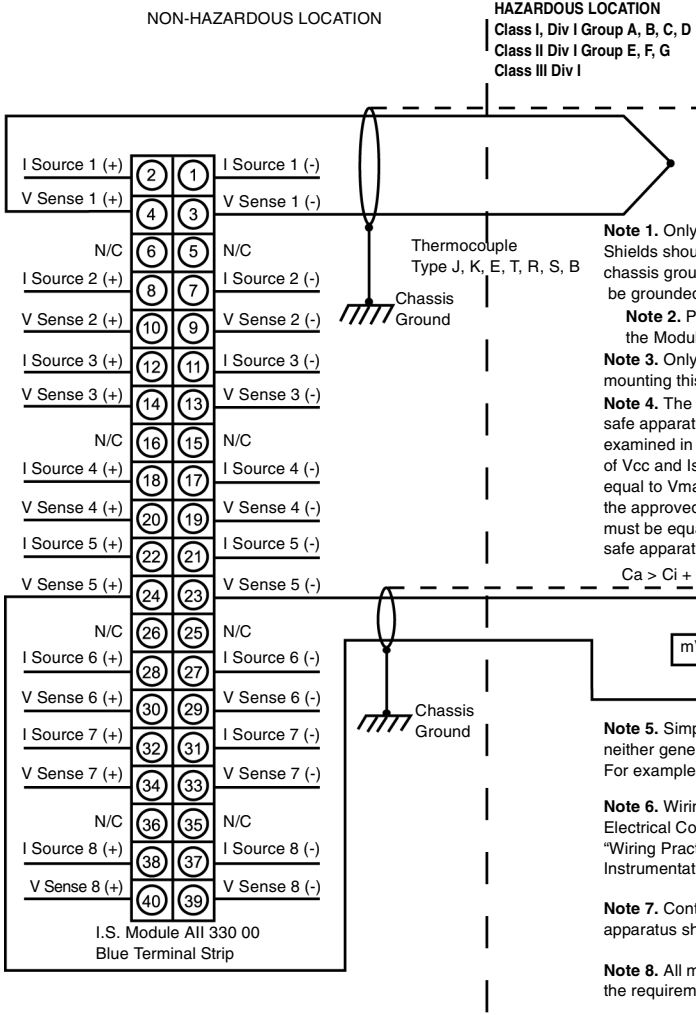 NON-HAZARDOUS LOCATION
HAZARDOUS LOCATION
Class I, Div I Group A, B, C, D
Class II Div I Group E, F, G
Class III Div I
I Source 1 (+) 2 1 I Source 1 (-)
V Sense 1 (+) 4 3 V Sense 1 (-)
N/C 6 5 N/C
I Source 2 (+) 8 7 I Source 2 (-)
V Sense 2 (+) 10 9 V Sense 2 (-)
I Source 3 (+) 12 11 I Source 3 (-)
V Sense 3 (+) 14 13 V Sense 3 (-)
N/C 16 15 N/C
I Source 4 (+) 18 17 I Source 4 (-)
V Sense 4 (+) 20 19 V Sense 4 (-)
I Source 5 (+) 22 21 I Source 5 (-)
V Sense 5 (+) 24 23 V Sense 5 (-)
N/C 26 25 N/C
I Source 6 (+) 28 27 I Source 6 (-)
V Sense 6 (+) 30 29 V Sense 6 (-)
I Source 7 (+) 32 31 I Source 7 (-)
V Sense 7 (+) 34 33 V Sense 7 (-)
N/C 36 35 N/C
I Source 8 (+) 38 37 I Source 8 (-)
V Sense 8 (+) 40 39 V Sense 8 (-)
I.S. Module AII 330 00
Blue Terminal Strip
Thermocouple
Type J, K, E, T, R, S, B
Chassis
Ground
Chassis
Ground
Note 1. Only
Shields shou
chassis grou
be grounded
Note 2. P
the Modul
Note 3. Only
mounting this
Note 4. The
safe apparat
examined in
of Vcc and Is
equal to Vma
the approved
must be equa
safe apparat
Ca > Ci +
Note 5. Simp
neither gene
For example
Note 6. Wirin
Electrical Co
“Wiring Pract
Instrumentat
Note 7. Cont
apparatus sh
Note 8. All m
the requirem